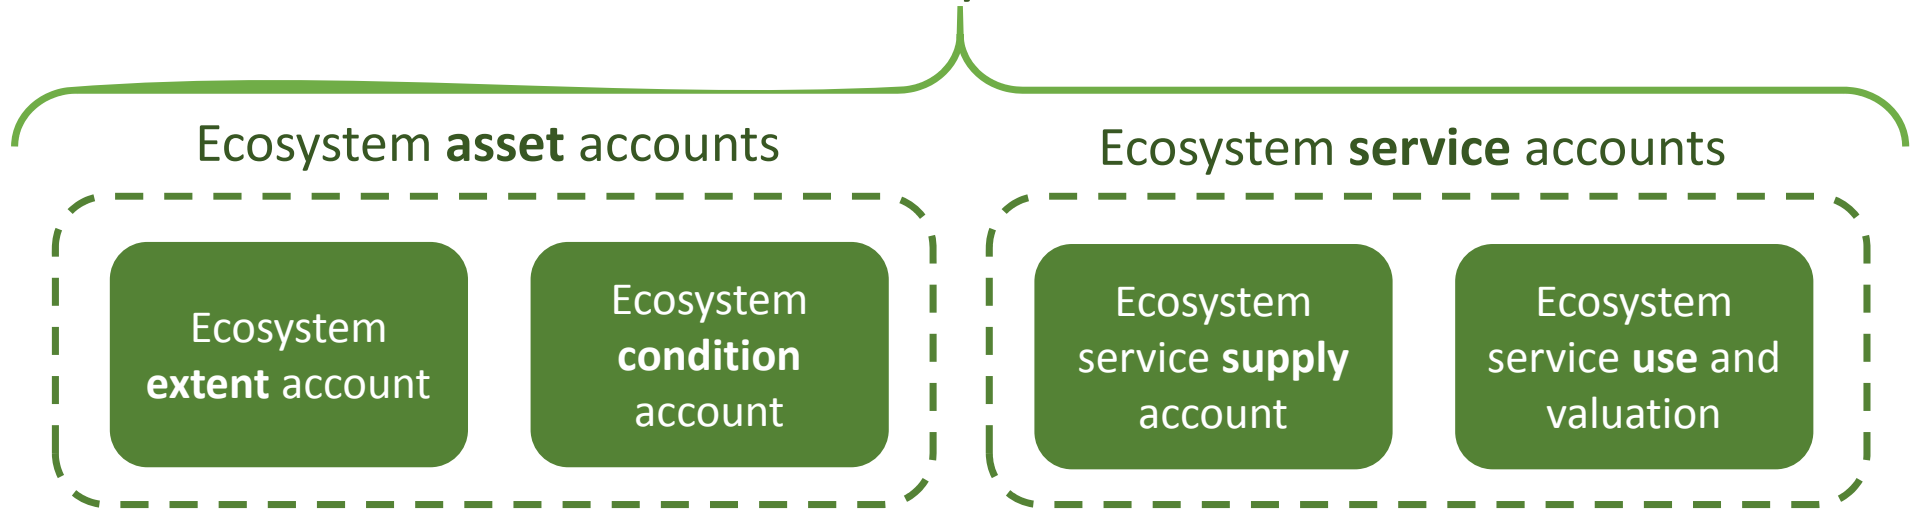 Ecosystem asset accounts
Ecosystem service accounts
Ecosystem
extent account
Ecosystem
condition
account
Ecosystem
service supply
account
Ecosystem
service use and
valuation